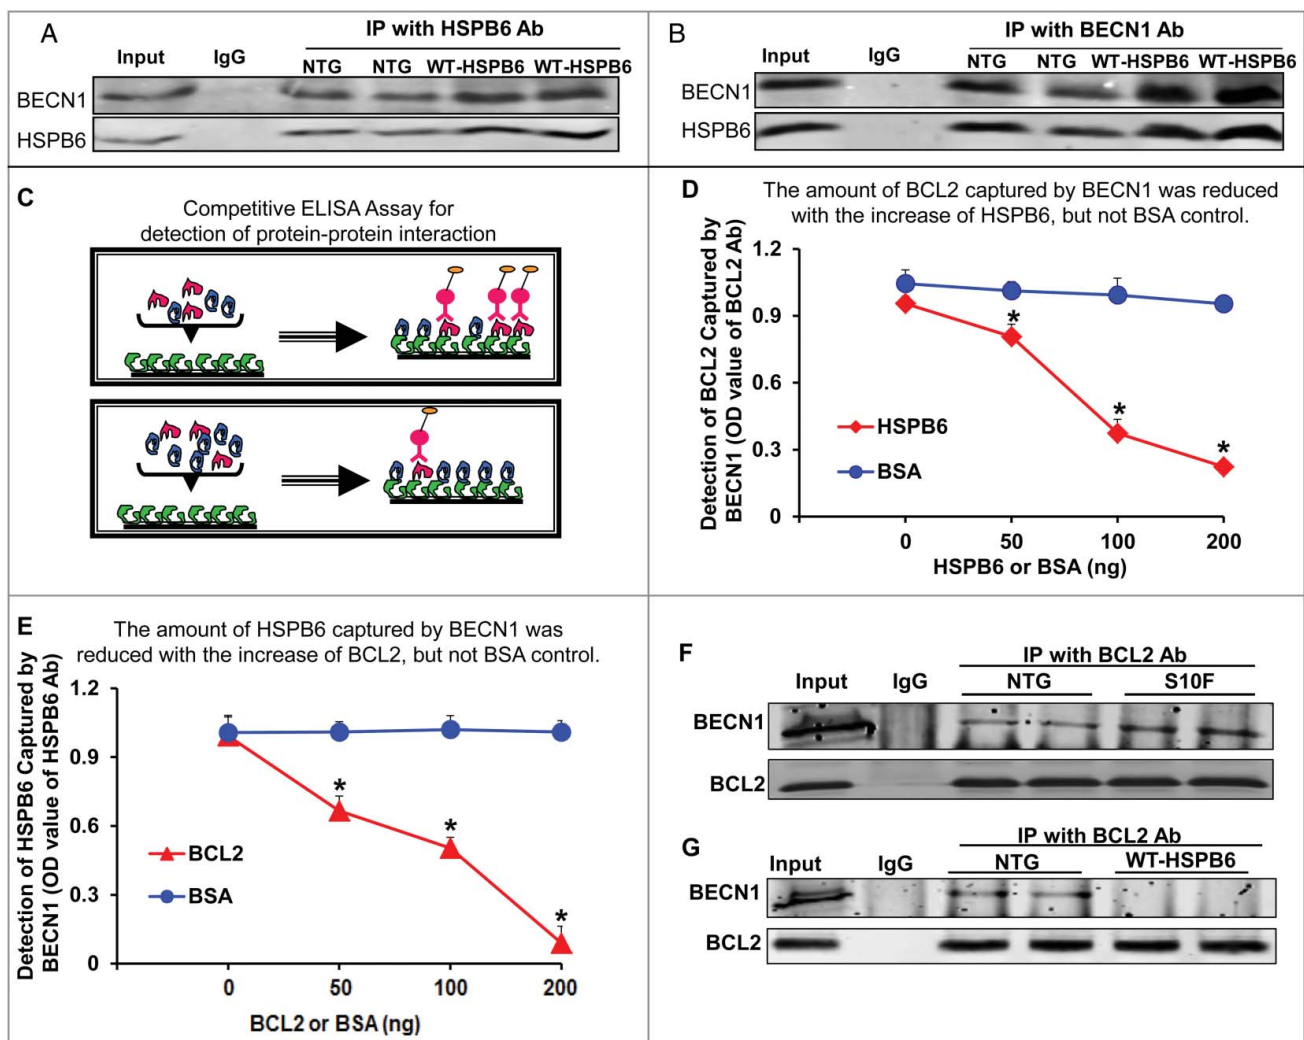 A
IP with HSPB6 Ab
Input IgG NTG NTG WT-HSPB6 WT-HSPB6
BECN1
HSPB6
B
IP with BECN1 Ab
Input IgG NTG NTG WT-HSPB6 WT-HSPB6
BECN1
HSPB6
C
Competitive ELISA Assay for
detection of protein-protein interaction
D
The amount of BCL2 captured by BECN1 was reduced
with the increase of HSPB6, but not BSA control.
Detection of BCL2 Captured by
BECN1 (OD value of BCL2 Ab)
1.2
0.9
0.6
0.3
0
*
*
*
HSPB6
BSA
0 50 100 200
HSPB6 or BSA (ng)
E
The amount of HSPB6 captured by BECN1 was
reduced with the increase of BCL2, but not BSA control.
Detection of HSPB6 Captured by
BECN1 (OD value of HSPB6 Ab)
1.2
0.9
0.6
0.3
0
*
*
*
BCL2
BSA
0 50 100 200
BCL2 or BSA (ng)
F
IP with BCL2 Ab
Input IgG NTG S10F
BECN1
BCL2
G
IP with BCL2 Ab
Input IgG NTG WT-HSPB6
BECN1
BCL2